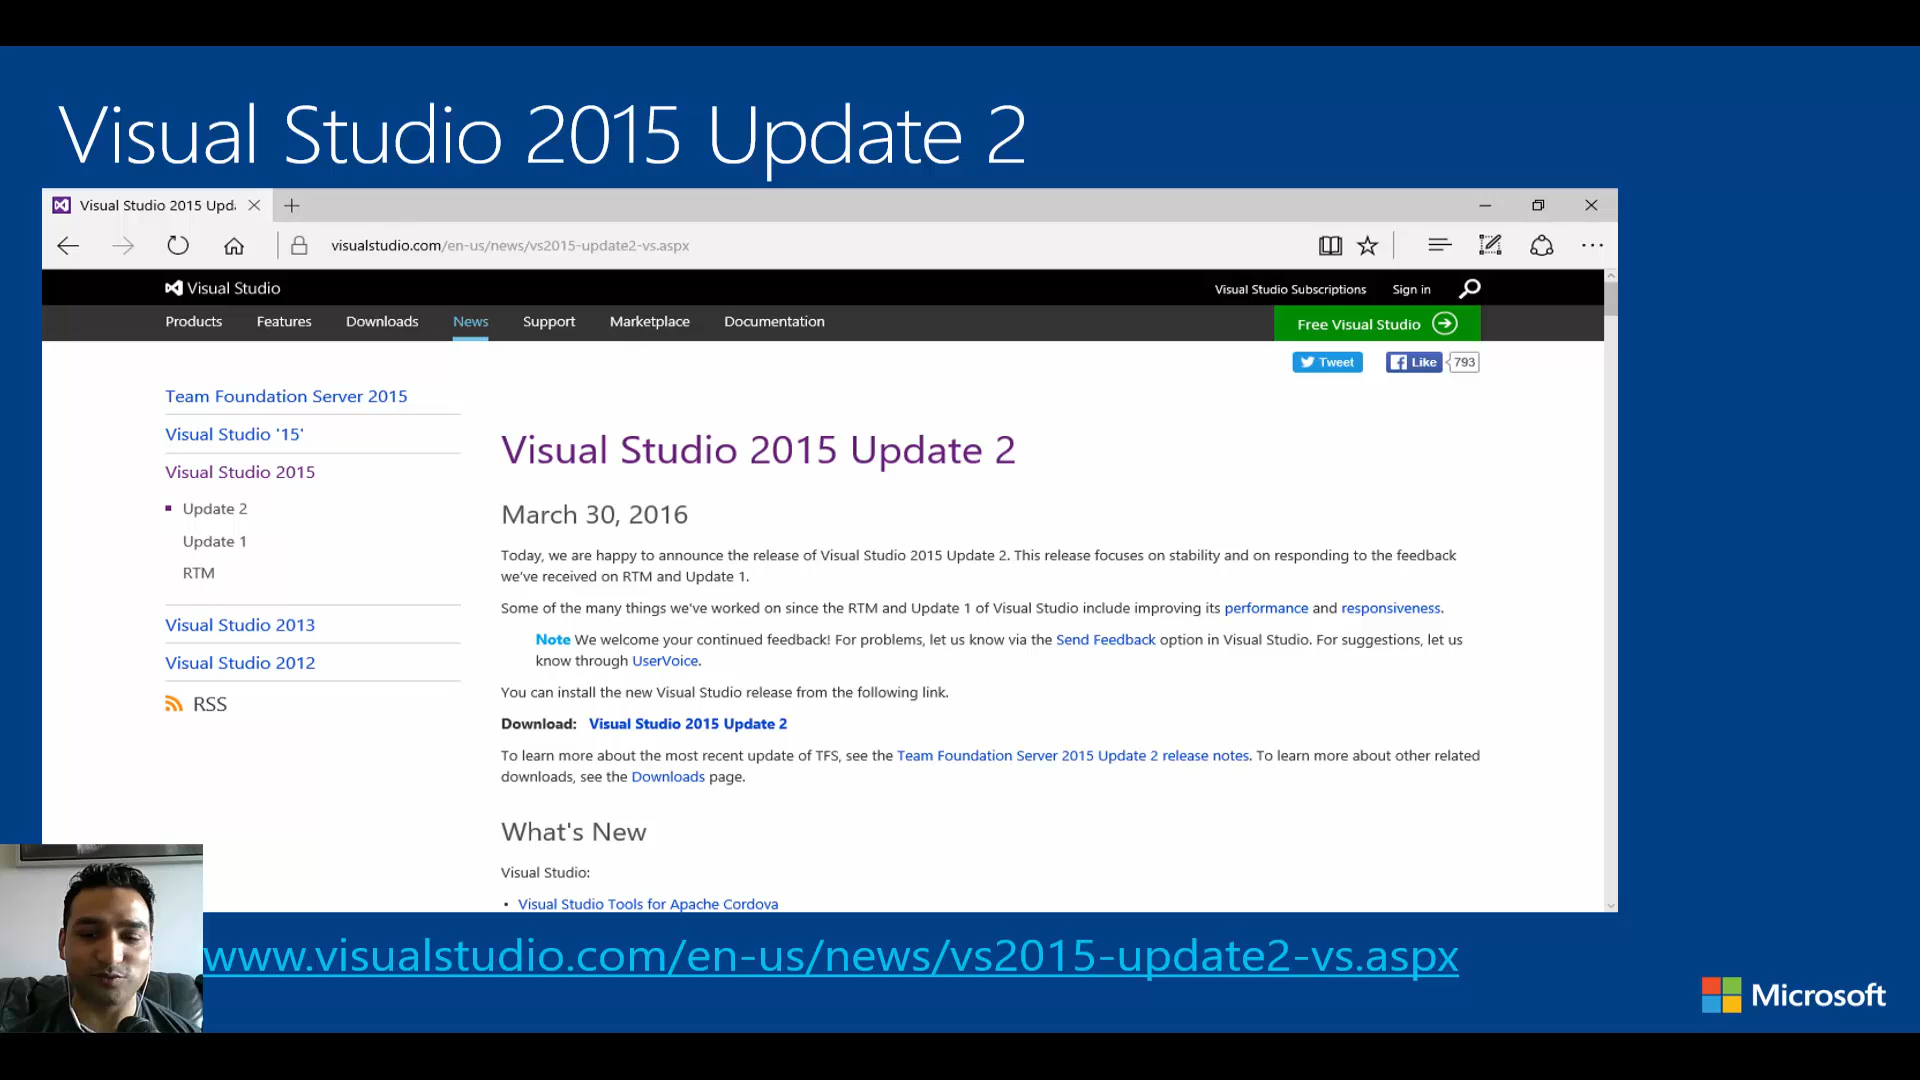 Visual Studio 2015 Update 2
Visual Studio 2015 Upd
visualstudio.com/en-us/news/vs2015-update2-vs.aspx
Visual Studio
Visual Studio Subscriptions
Sign in
Products
Features
Downloads
News
Support
Marketplace
Documentation
Free Visual Studio
Tweet
Like
793
Team Foundation Server 2015
Visual Studio '15'
Visual Studio 2015
Update 2
Update 1
RTM
Visual Studio 2013
Visual Studio 2012
RSS
Visual Studio 2015 Update 2
March 30, 2016
Today, we are happy to announce the release of Visual Studio 2015 Update 2. This release focuses on stability and on responding to the feedback
we've received on RTM and Update 1.
Some of the many things we've worked on since the RTM and Update 1 of Visual Studio include improving its performance and responsiveness.
Note We welcome your continued feedback! For problems, let us know via the Send Feedback option in Visual Studio. For suggestions, let us
know through UserVoice.
You can install the new Visual Studio release from the following link.
Download: Visual Studio 2015 Update 2
To learn more about the most recent update of TFS, see the Team Foundation Server 2015 Update 2 release notes. To learn more about other related
downloads, see the Downloads page.
What's New
Visual Studio:
• Visual Studio Tools for Apache Cordova
www.visualstudio.com/en-us/news/vs2015-update2-vs.aspx
Microsoft